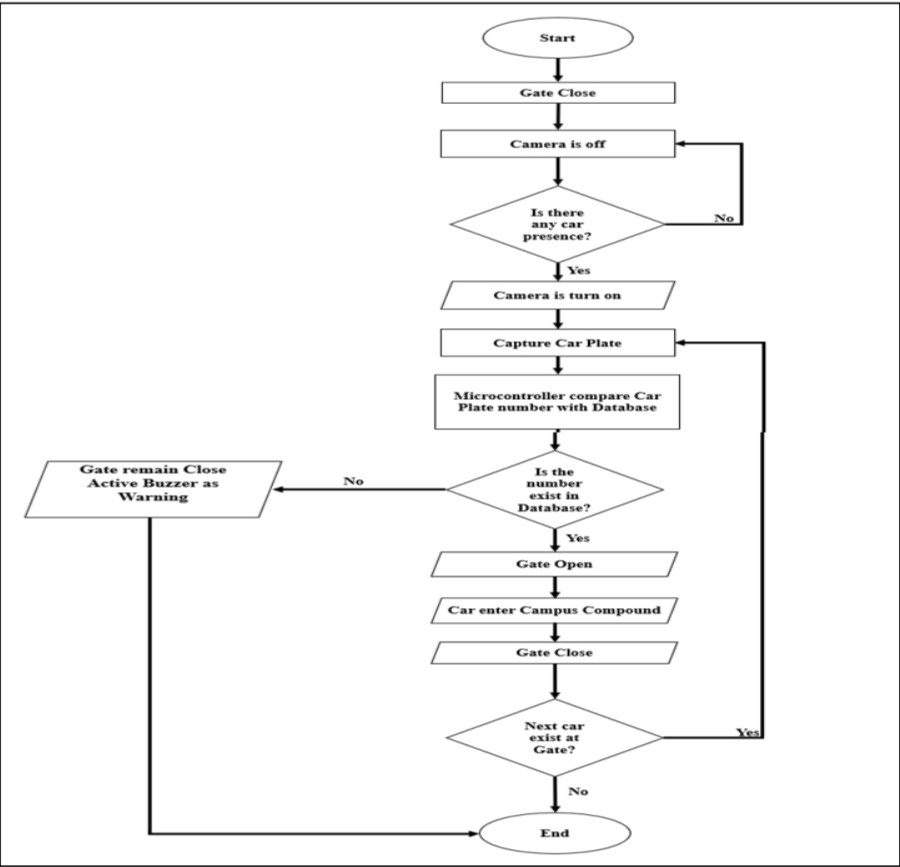 Start
Gate Close
Camera is off
Is there
any car
presence?
No
Yes
Camera is turn on
Capture Car Plate
Microcontroller compare Car
Plate number with Database
Is the
number
exist in
Database?
No
Gate remain Close
Active Buzzer as
Warning
Yes
Gate Open
Car enter Campus Compound
Gate Close
Next car
exist at
Gate?
Yes
No
End